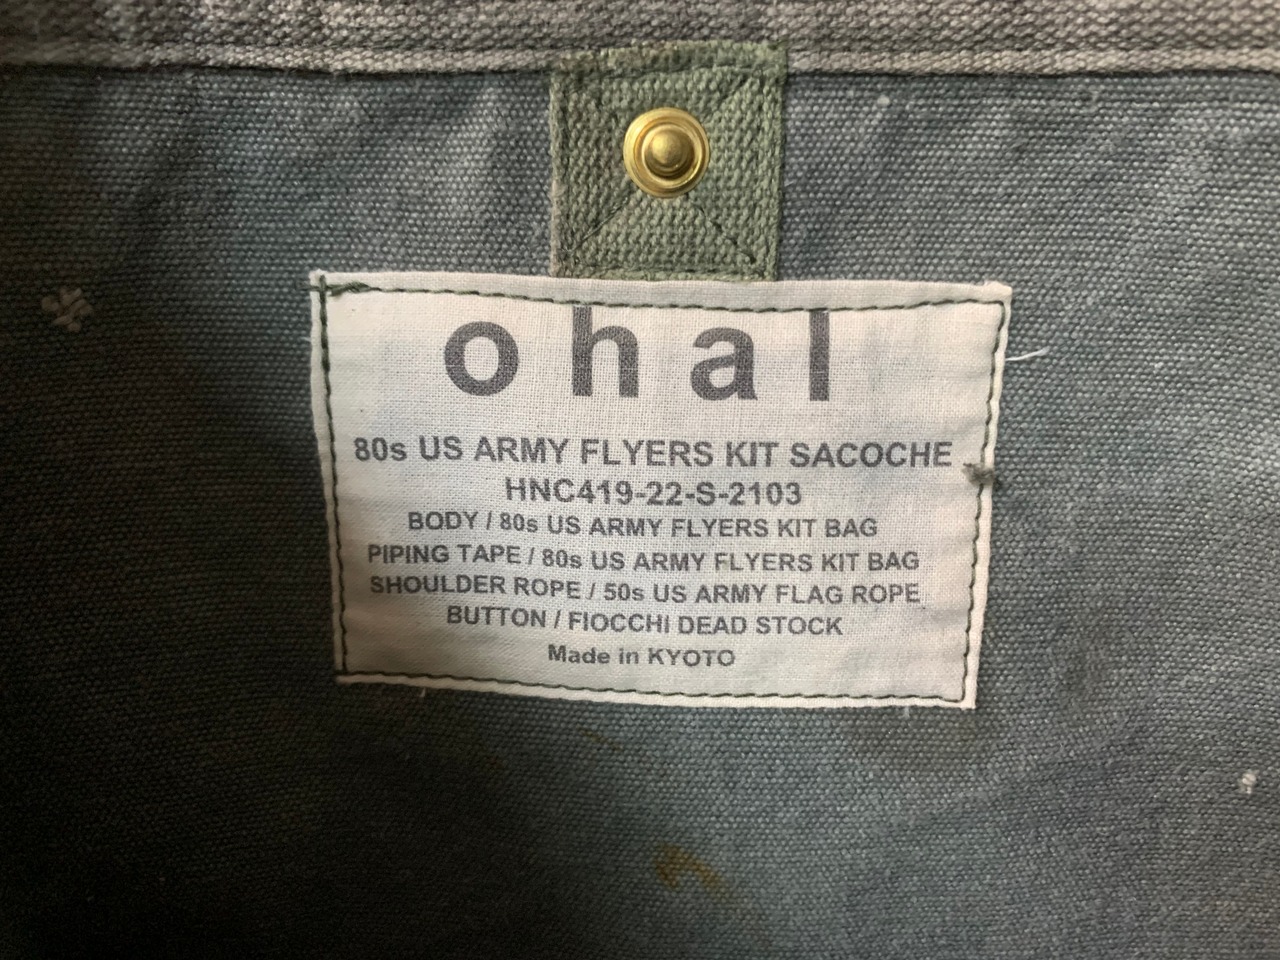 ohal
80s US ARMY FLYERS KIT SACOCHE
HNC419-22-S-2103
BODY / 80s US ARMY FLYERS KIT BAG
PIPING TAPE / 80s US ARMY FLYERS KIT BAG
SHOULDER ROPE / 50s US ARMY FLAG ROPE
BUTTON / FIOCCHI DEAD STOCK
Made in KYOTO